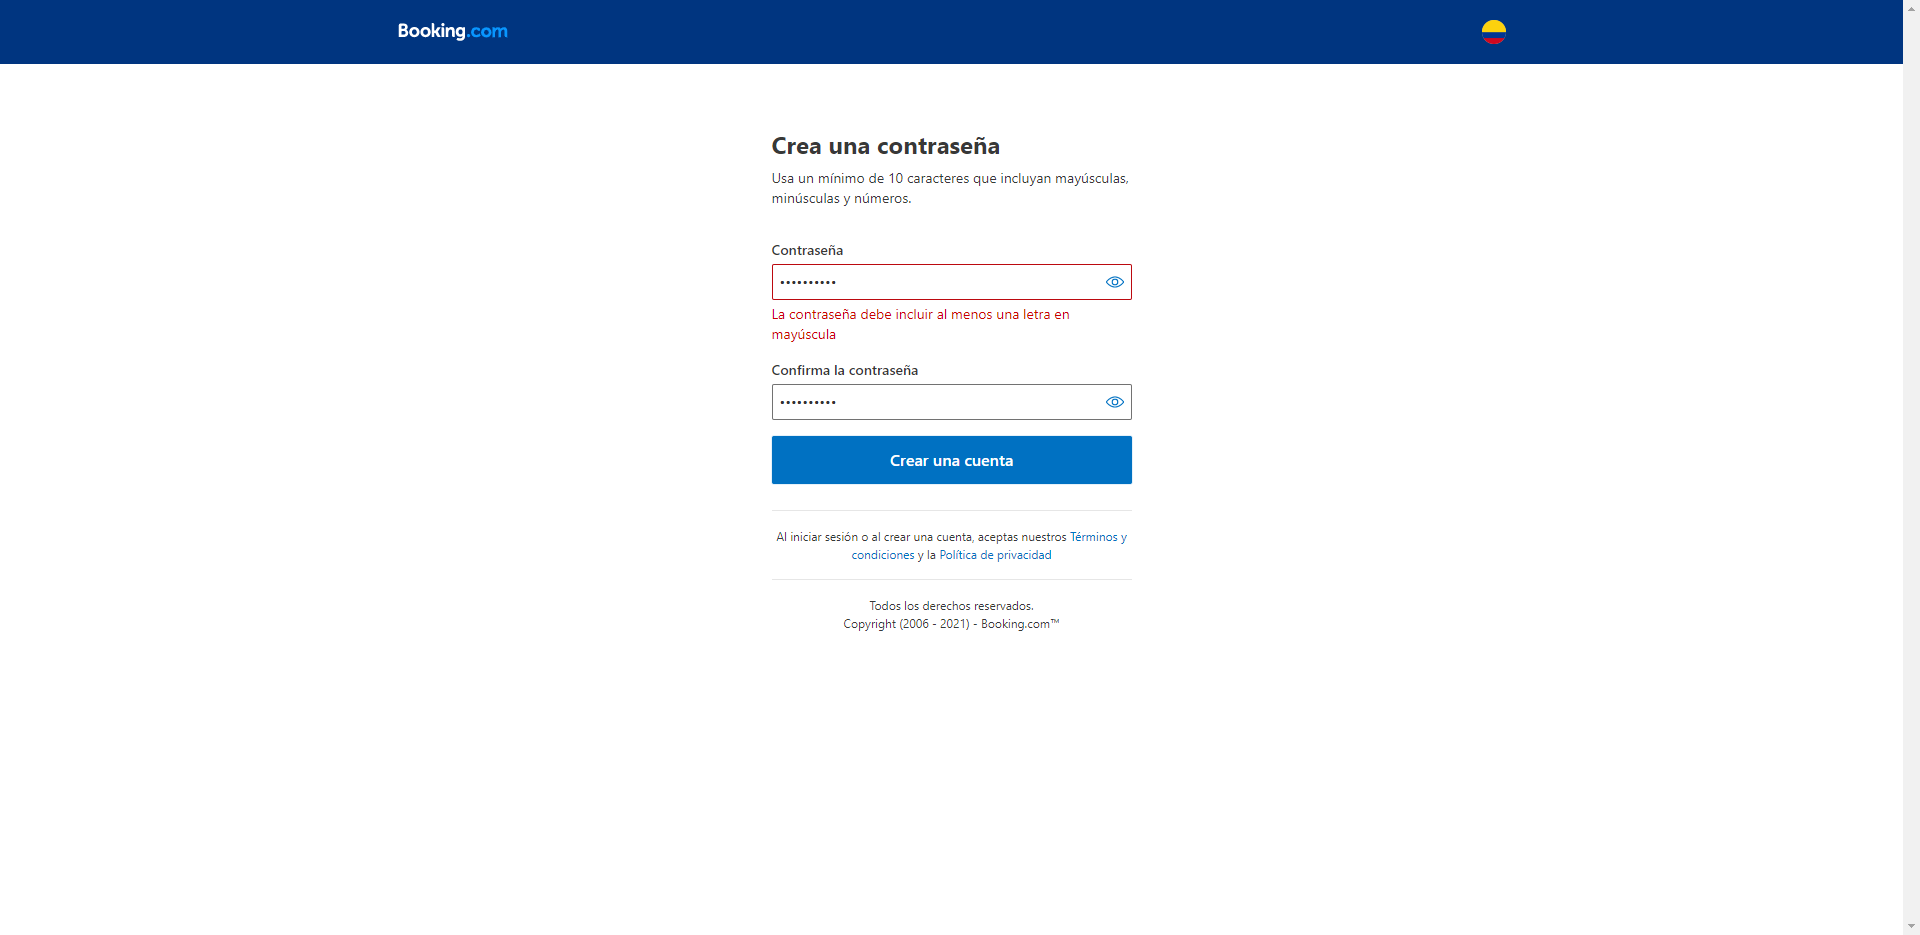 Booking.com
Crea una contraseña
Usa un mínimo de 10 caracteres que incluyan mayúsculas,
minúsculas y números.
Contraseña
••••••••••
La contraseña debe incluir al menos una letra en
mayúscula
Confirma la contraseña
••••••••••
Crear una cuenta
Al iniciar sesión o al crear una cuenta, aceptas nuestros Términos y
condiciones y la Política de privacidad
Todos los derechos reservados.
Copyright (2006 - 2021) - Booking.com™